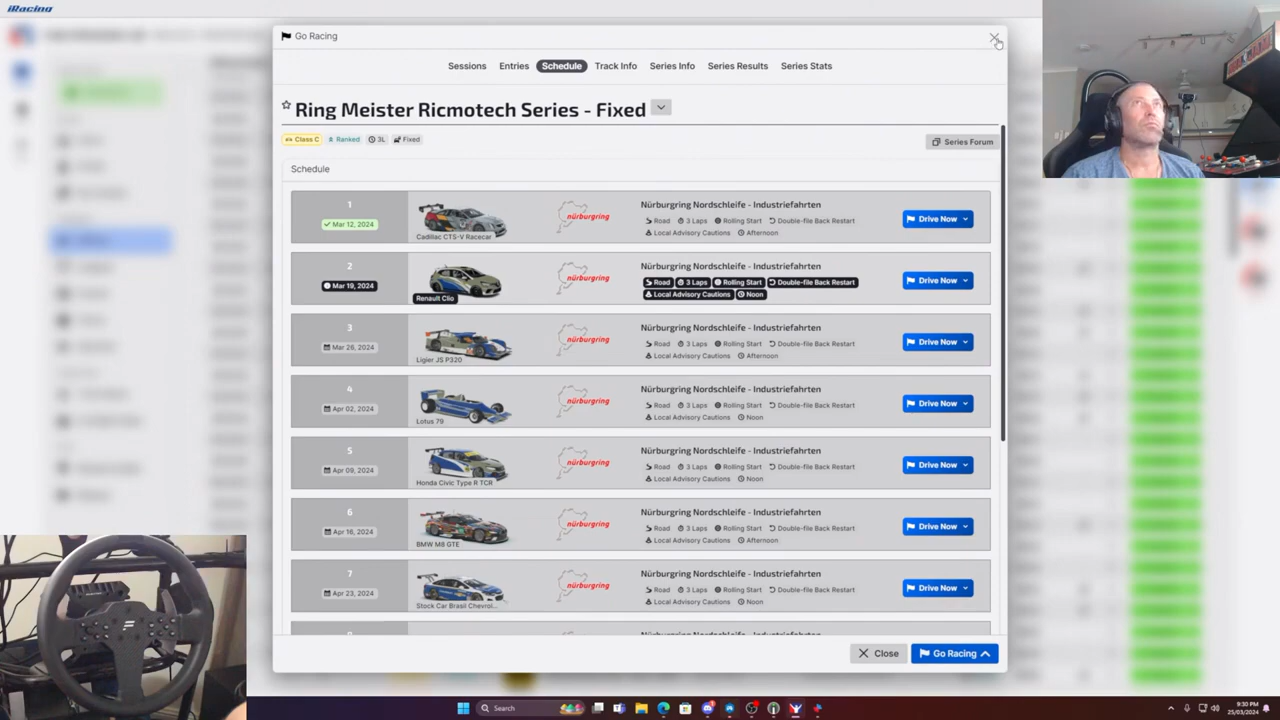 iRacing
Go Racing
Sessions Entries Schedule Track Info Series Info Series Results Series Stats
Ring Meister Ricmotech Series - Fixed
Class C Ranked 3L Fixed
Series Forum
Schedule
1
Mar 12, 2024
Cadillac CTS-V Racecar
nürburgring
Nürburgring Nordschleife - Industriefahrten
Road 3 Laps Rolling Start Double-file Back Restart
Local Advisory Cautions Afternoon
Drive Now
2
Mar 19, 2024
Renault Clio
nürburgring
Nürburgring Nordschleife - Industriefahrten
Road 3 Laps Rolling Start Double-file Back Restart
Local Advisory Cautions Noon
Drive Now
3
Mar 26, 2024
Ligier JS P320
nürburgring
Nürburgring Nordschleife - Industriefahrten
Road 3 Laps Rolling Start Double-file Back Restart
Local Advisory Cautions Afternoon
Drive Now
4
Apr 02, 2024
Lotus 79
nürburgring
Nürburgring Nordschleife - Industriefahrten
Road 3 Laps Rolling Start Double-file Back Restart
Local Advisory Cautions Noon
Drive Now
5
Apr 09, 2024
Honda Civic Type R TCR
nürburgring
Nürburgring Nordschleife - Industriefahrten
Road 3 Laps Rolling Start Double-file Back Restart
Local Advisory Cautions Noon
Drive Now
6
Apr 16, 2024
BMW M8 GTE
nürburgring
Nürburgring Nordschleife - Industriefahrten
Road 3 Laps Rolling Start Double-file Back Restart
Local Advisory Cautions Afternoon
Drive Now
7
Apr 23, 2024
Stock Car Brasil Chevrol...
nürburgring
Nürburgring Nordschleife - Industriefahrten
Road 3 Laps Rolling Start Double-file Back Restart
Local Advisory Cautions Noon
Drive Now
Close
Go Racing
Search
9:30 PM
25/03/2024